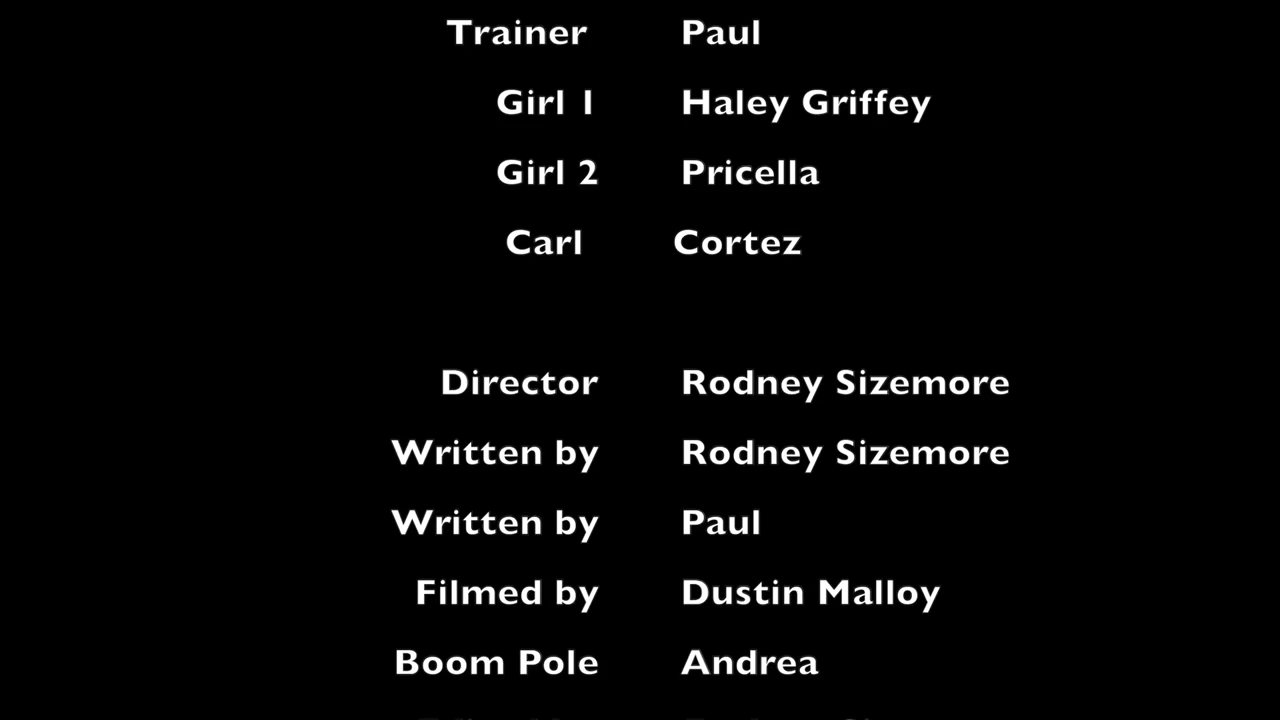 Trainer Paul
Girl 1 Haley Griffey
Girl 2 Pricella
Carl Cortez
Director Rodney Sizemore
Written by Rodney Sizemore
Written by Paul
Filmed by Dustin Malloy
Boom Pole Andrea